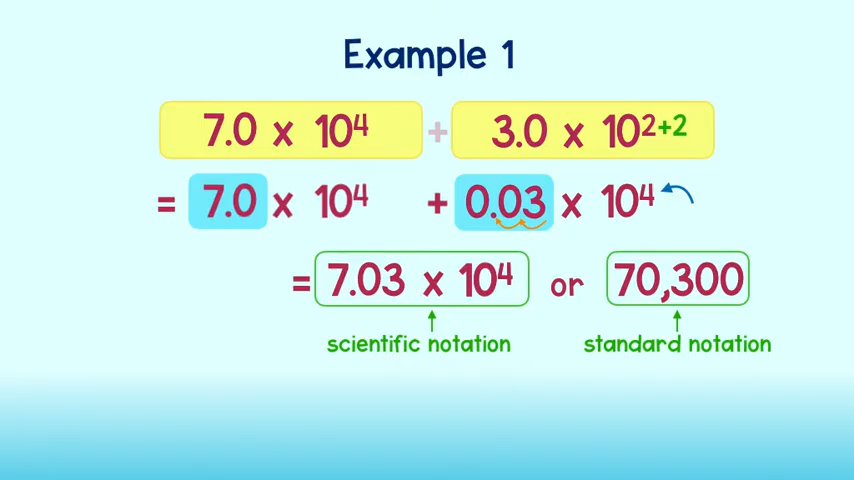 Example 1
7.0 x 10⁴ + 3.0 x 10²⁺²
= 7.0 x 10⁴ + 0.03 x 10⁴
= 7.03 x 10⁴ or 70,300
scientific notation standard notation